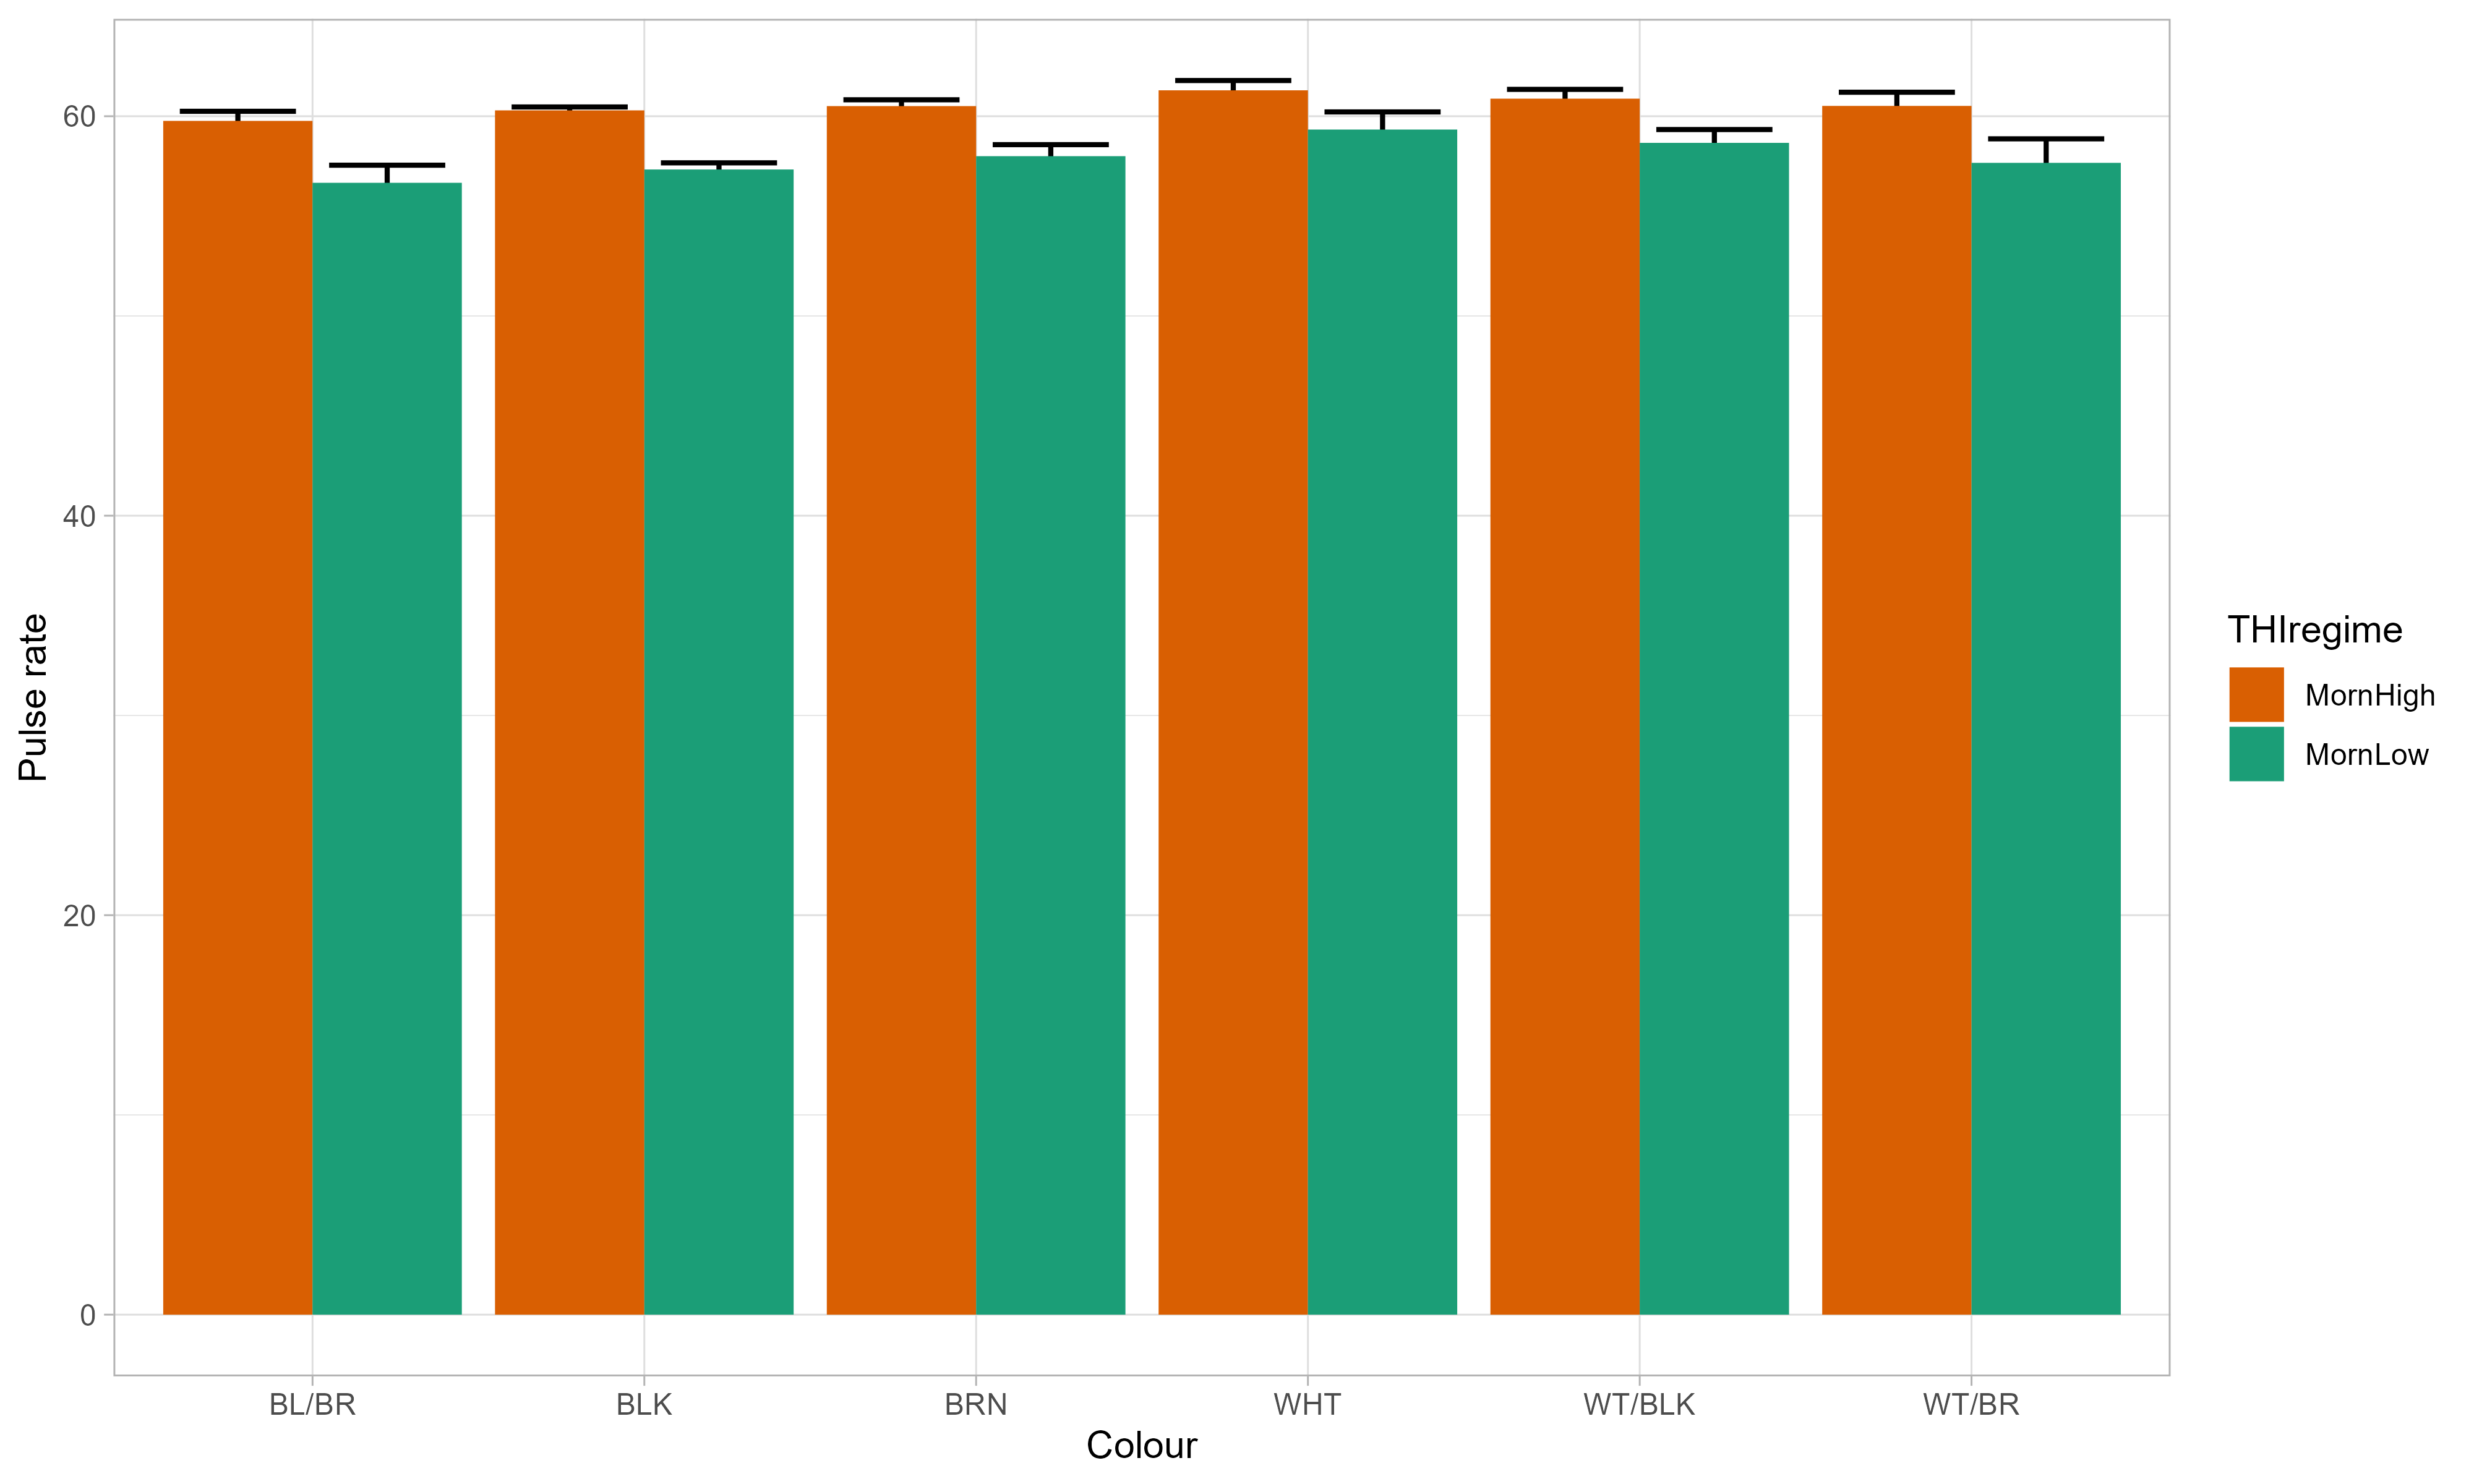 60
40
20
0
Pulse rate
BL/BR BLK BRN WHT WT/BLK WT/BR
Colour
THIregime
MornHigh
MornLow